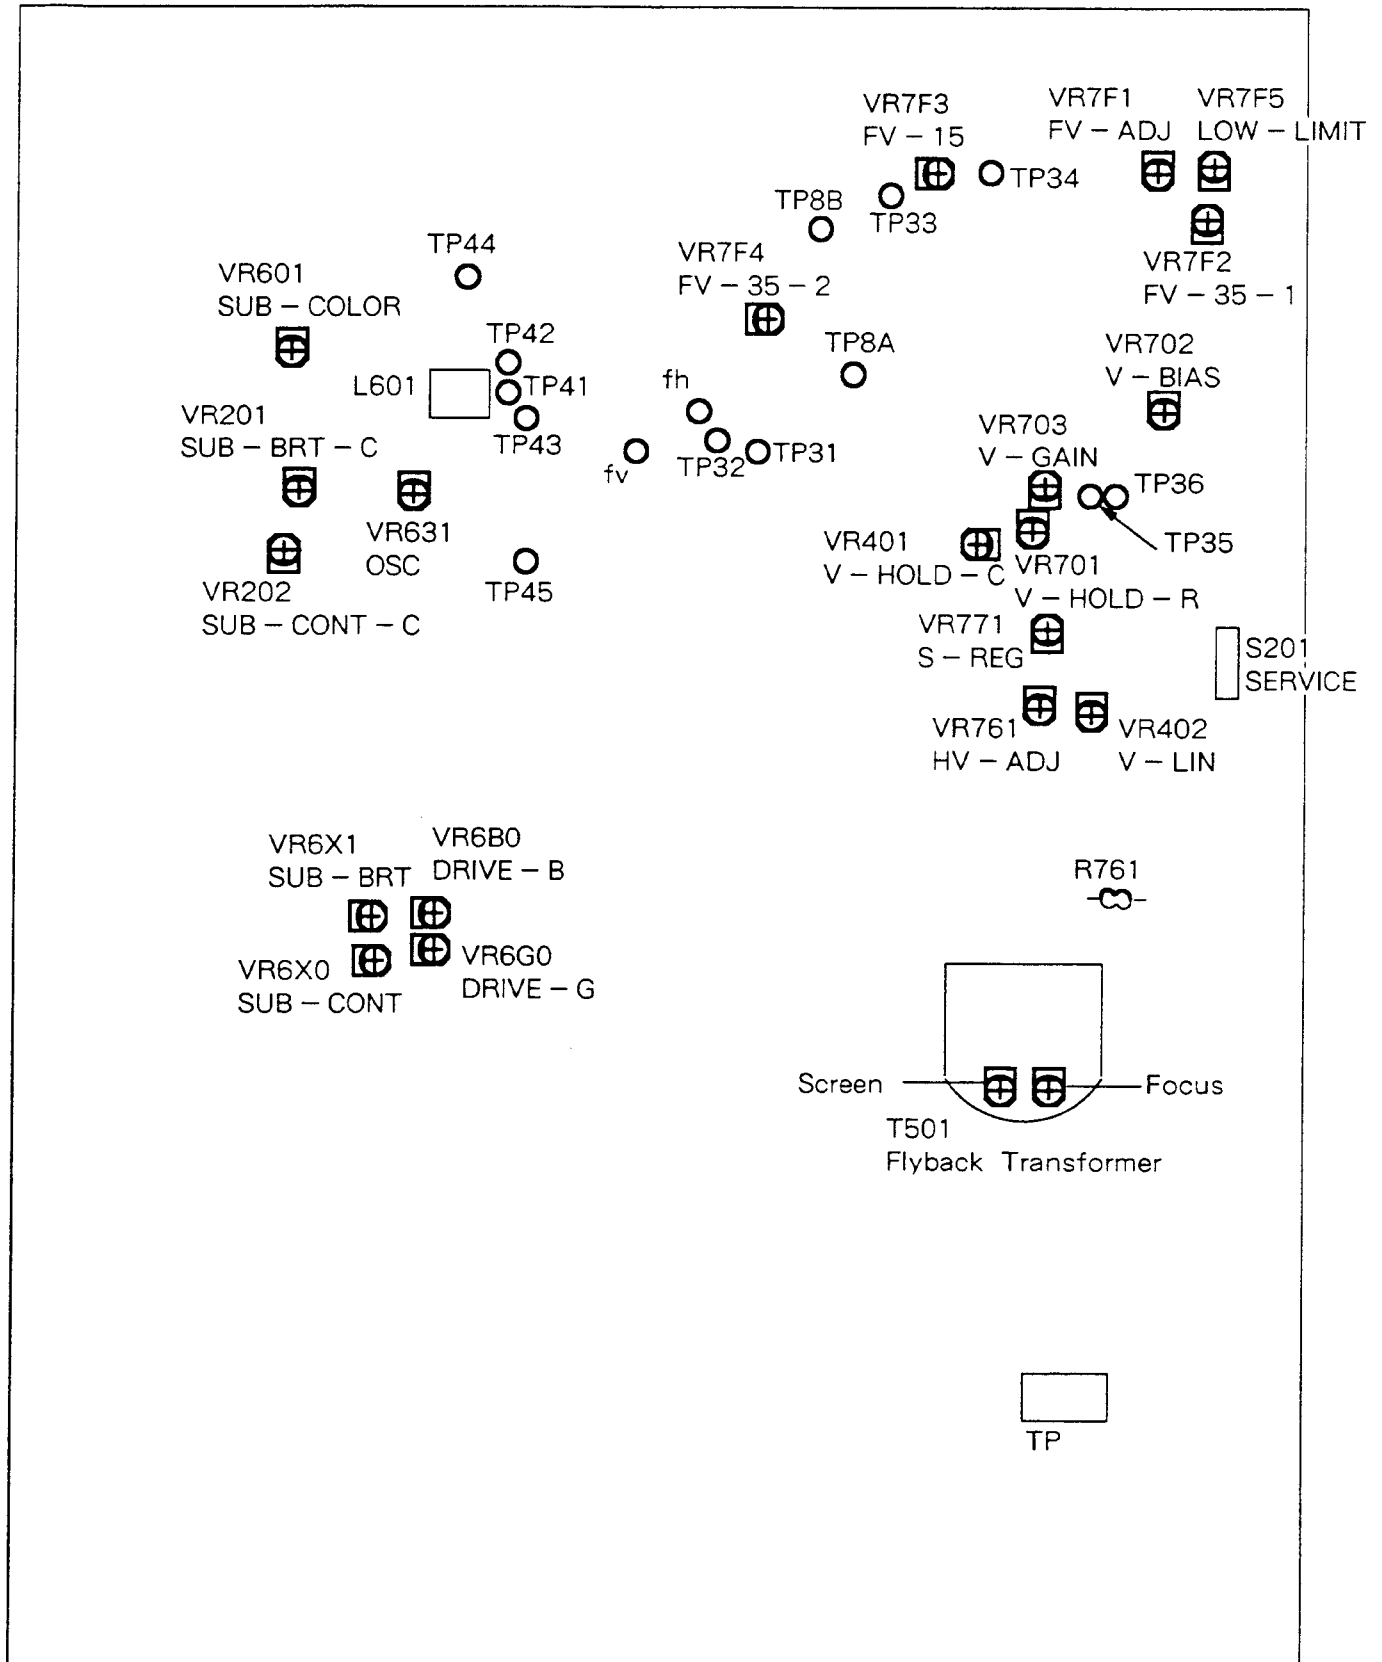 VR7F3
FV - 15
VR7F1
FV - ADJ
VR7F5
LOW - LIMIT
TP34
TP8B
TP33
TP44
VR7F4
FV - 35 - 2
VR7F2
FV - 35 - 1
VR601
SUB - COLOR
TP42
TP8A
VR702
V - BIAS
L601
TP41
fh
VR201
SUB - BRT - C
TP43
VR703
V - GAIN
fv
TP32
TP31
TP36
VR631
OSC
VR401
V - HOLD - C
TP35
VR701
V - HOLD - R
VR202
SUB - CONT - C
TP45
VR771
S - REG
S201
SERVICE
VR761
HV - ADJ
VR402
V - LIN
VR6X1
SUB - BRT
VR6B0
DRIVE - B
R761
VR6X0
SUB - CONT
VR6G0
DRIVE - G
Screen
Focus
T501
Flyback Transformer
TP